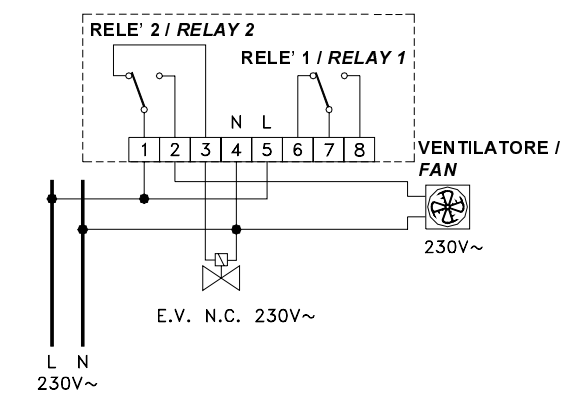 RELE' 2 / RELAY 2
RELE' 1 / RELAY 1
N L
1 2 3 4 5 6 7 8
VENTILATORE /
FAN
230V~
E.V. N.C. 230V~
L N
230V~